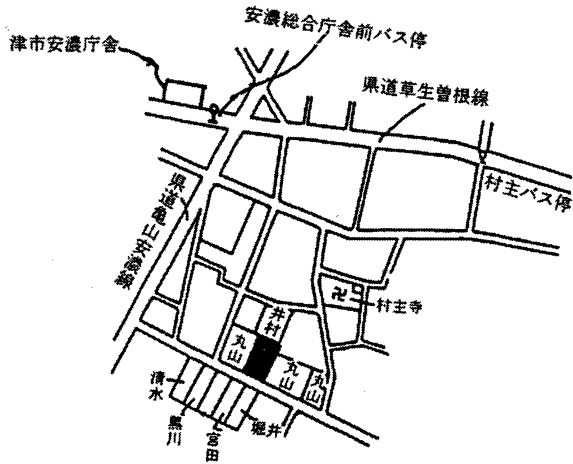 安濃総合庁舎前バス停
津市安濃庁舎
県道草生曽根線
村主バス停
県道亀山安濃線
卍
村主寺
井村
丸山
丸山
丸山
清水
黒川
宮田
堀井